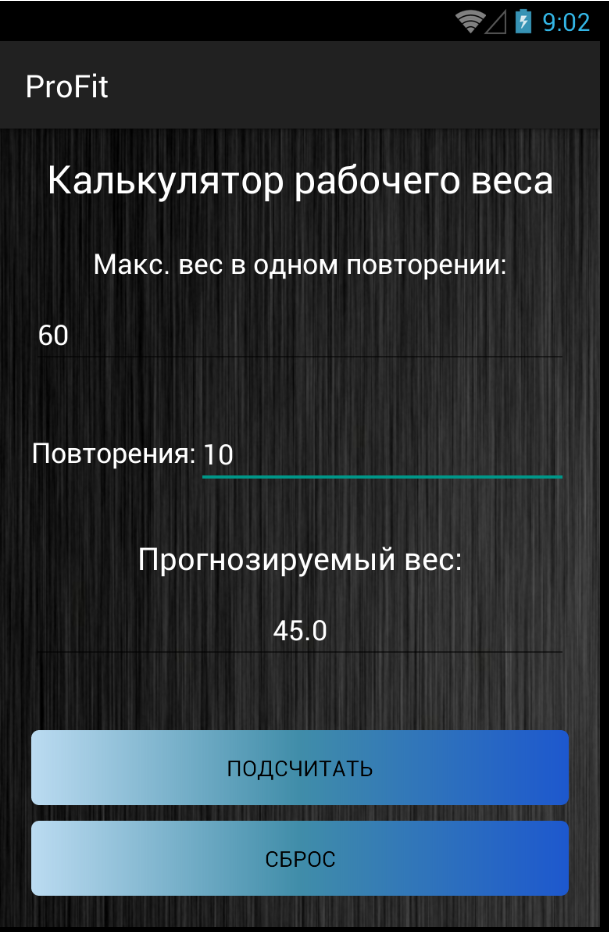 9:02
ProFit
Калькулятор рабочего веса
Макс. вес в одном повторении:
60
Повторения: 10
Прогнозируемый вес:
45.0
ПОДСЧИТАТЬ
СБРОС